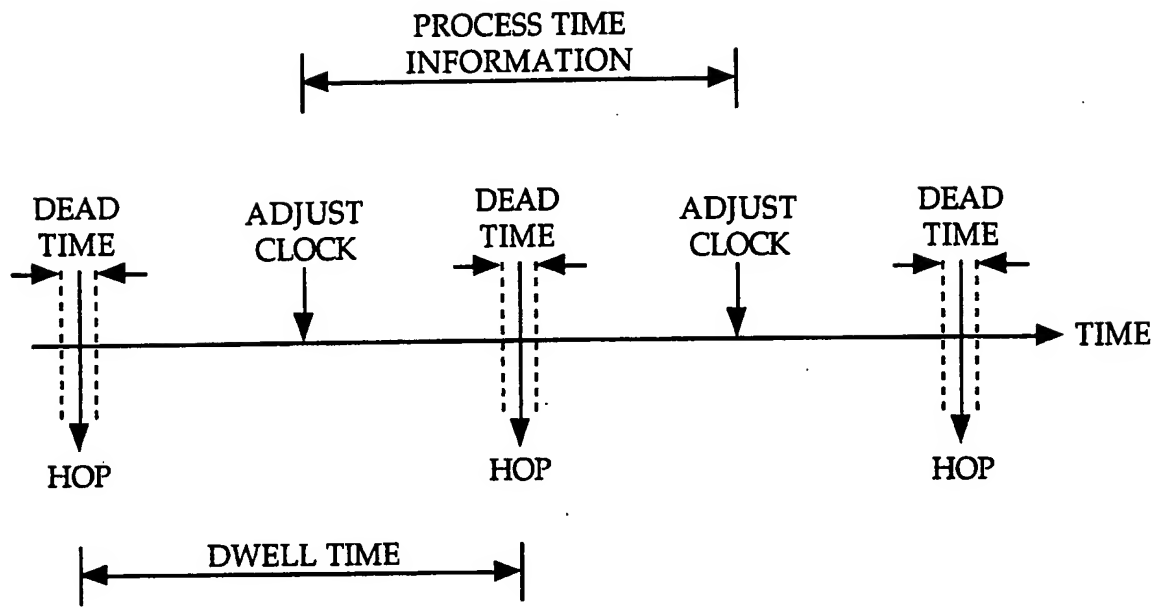 PROCESS TIME
INFORMATION
DEAD
TIME
ADJUST
CLOCK
DEAD
TIME
ADJUST
CLOCK
DEAD
TIME
TIME
HOP
HOP
HOP
DWELL TIME